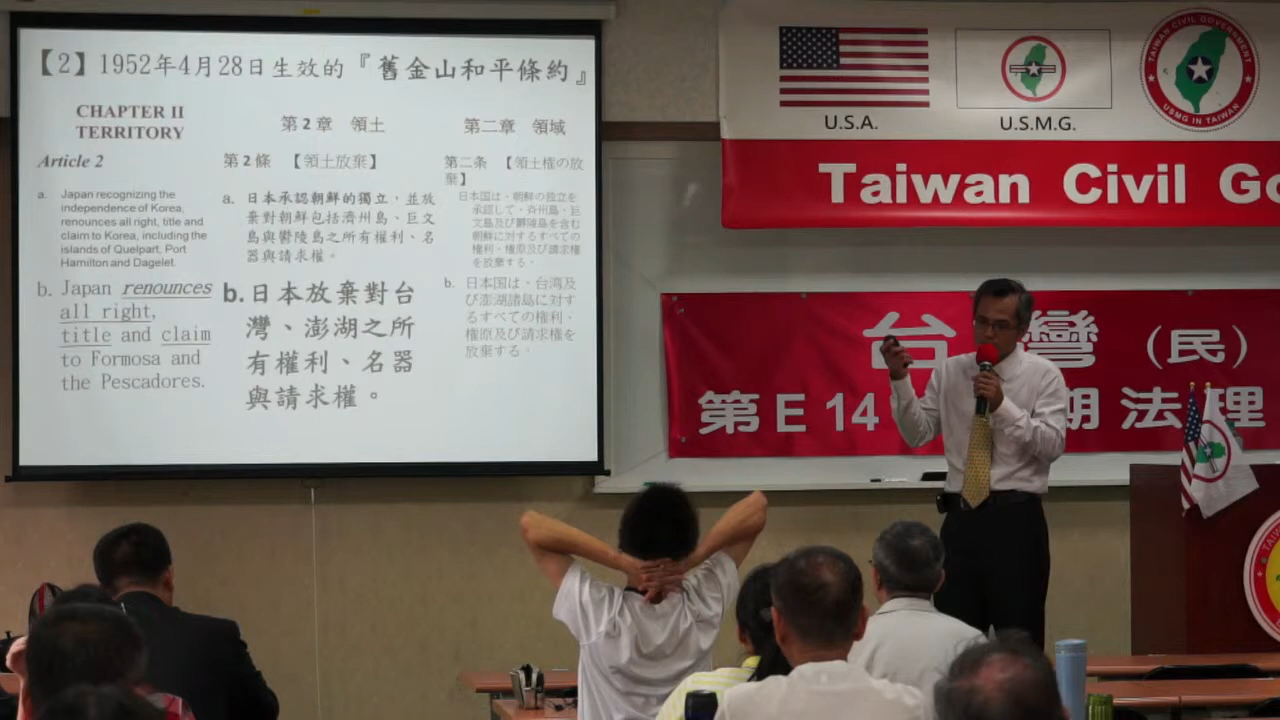 【2】1952年4月28日生效的『舊金山和平條約』
CHAPTER II
TERRITORY
第2章 領土
第二章 領域
Article 2
第2條 【領土放棄】
第二条 【領土権の放
棄】
a. Japan recognizing the
independence of Korea,
renounces all right, title and
claim to Korea, including the
islands of Quelpart, Port
Hamilton and Dagelet.
a. 日本承認朝鮮的獨立，並放
棄對朝鮮包括濟州島、巨文
島與鬱陵島之所有權利、名
器與請求權。
日本国は、朝鮮の独立を
承認して、済州島、巨
文島及び鬱陵島を含む
朝鮮に対するすべての
権利、権原及び請求権
を放棄する。
b. Japan renounces
all right,
title and claim
to Formosa and
the Pescadores.
b.日本放棄對台
灣、澎湖之所
有權利、名器
與請求權。
b. 日本国は、台湾及
び澎湖諸島に対す
るすべての権利、
権原及び請求権を
放棄する。
U.S.A.
U.S.M.G.
TAIWAN CIVIL GOVERNMENT
USMG IN TAIWAN
Taiwan Civil Go
台灣（民）
第E14 期法理